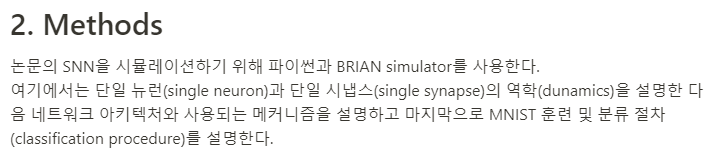 2. Methods
논문의 SNN을 시뮬레이션하기 위해 파이썬과 BRIAN simulator를 사용한다.
여기에서는 단일 뉴런(single neuron)과 단일 시냅스(single synapse)의 역학(dunamics)을 설명한 다
음 네트워크 아키텍처와 사용되는 메커니즘을 설명하고 마지막으로 MNIST 훈련 및 분류 절차
(classification procedure)를 설명한다.